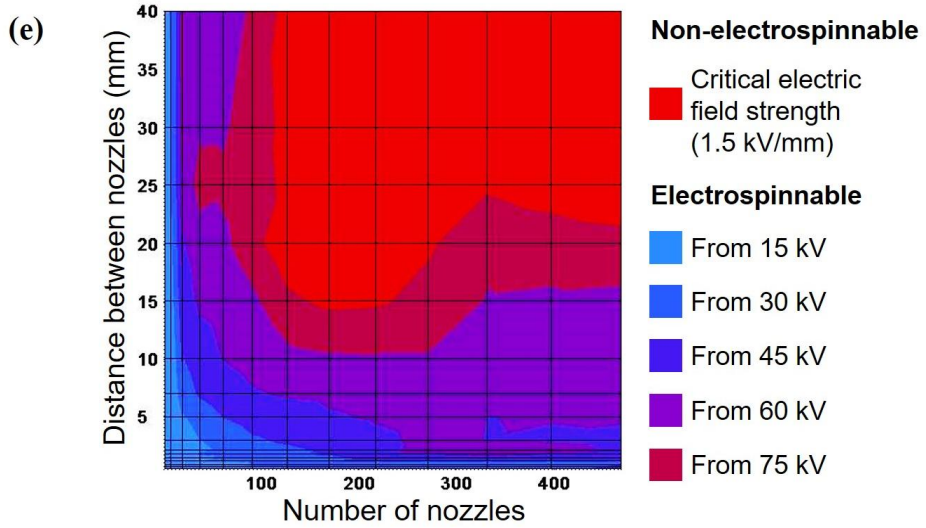 (e)
40
35
30
25
20
15
10
5
Distance between nozzles (mm)
100 200 300 400
Number of nozzles
Non-electrospinnable
Critical electric
field strength
(1.5 kV/mm)
Electrospinnable
From 15 kV
From 30 kV
From 45 kV
From 60 kV
From 75 kV